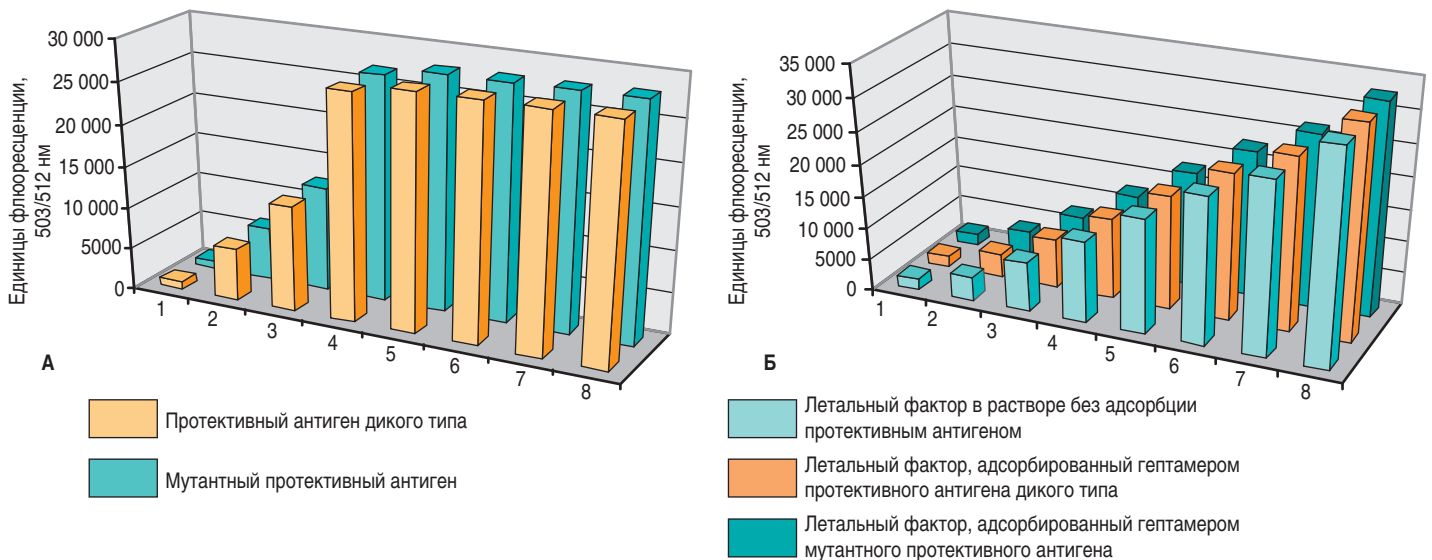 Единицы флюоресценции,
503/512 нм
30 000
25 000
20 000
15 000
10 000
5000
0
1
2
3
4
5
6
7
8
А
Протективный антиген дикого типа
Мутантный протективный антиген
Единицы флюоресценции,
503/512 нм
35 000
30 000
25 000
20 000
15 000
10 000
5000
0
1
2
3
4
5
6
7
8
Б
Летальный фактор в растворе без адсорбции
протективным антигеном
Летальный фактор, адсорбированный гептамером
протективного антигена дикого типа
Летальный фактор, адсорбированный гептамером
мутантного протективного антигена